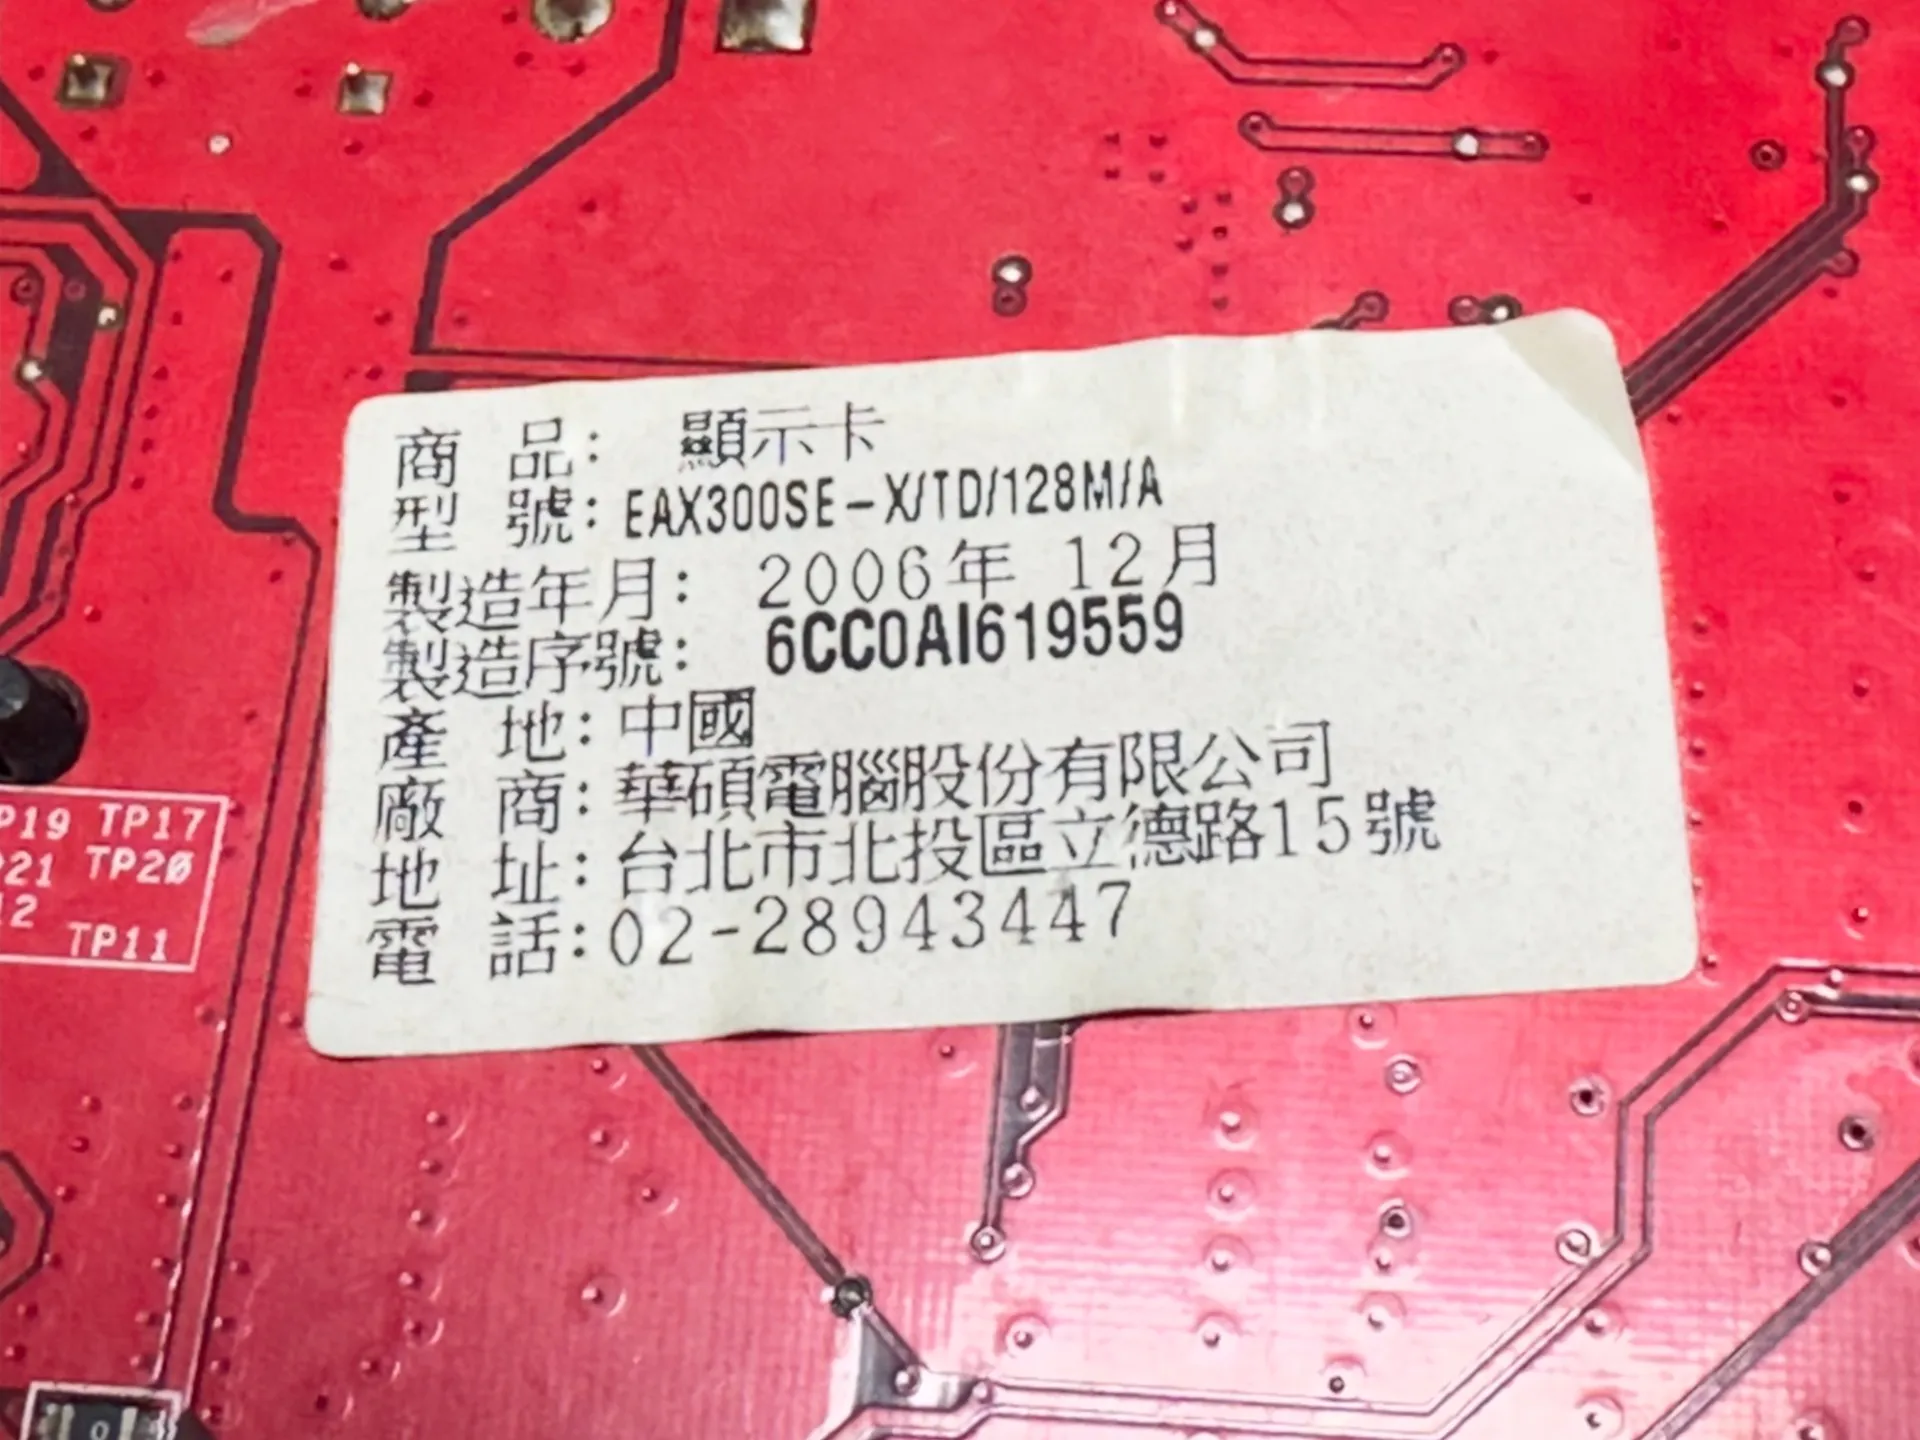 商 品: 顯示卡
型 號: EAX300SE-X/TD/128M/A
製造年月: 2006年 12月
製造序號: 6CC0AI619559
產 地: 中國
廠 商: 華碩電腦股份有限公司
地 址: 台北市北投區立德路15號
電 話: 02-28943447
P19 TP17
21 TP20
12
TP11